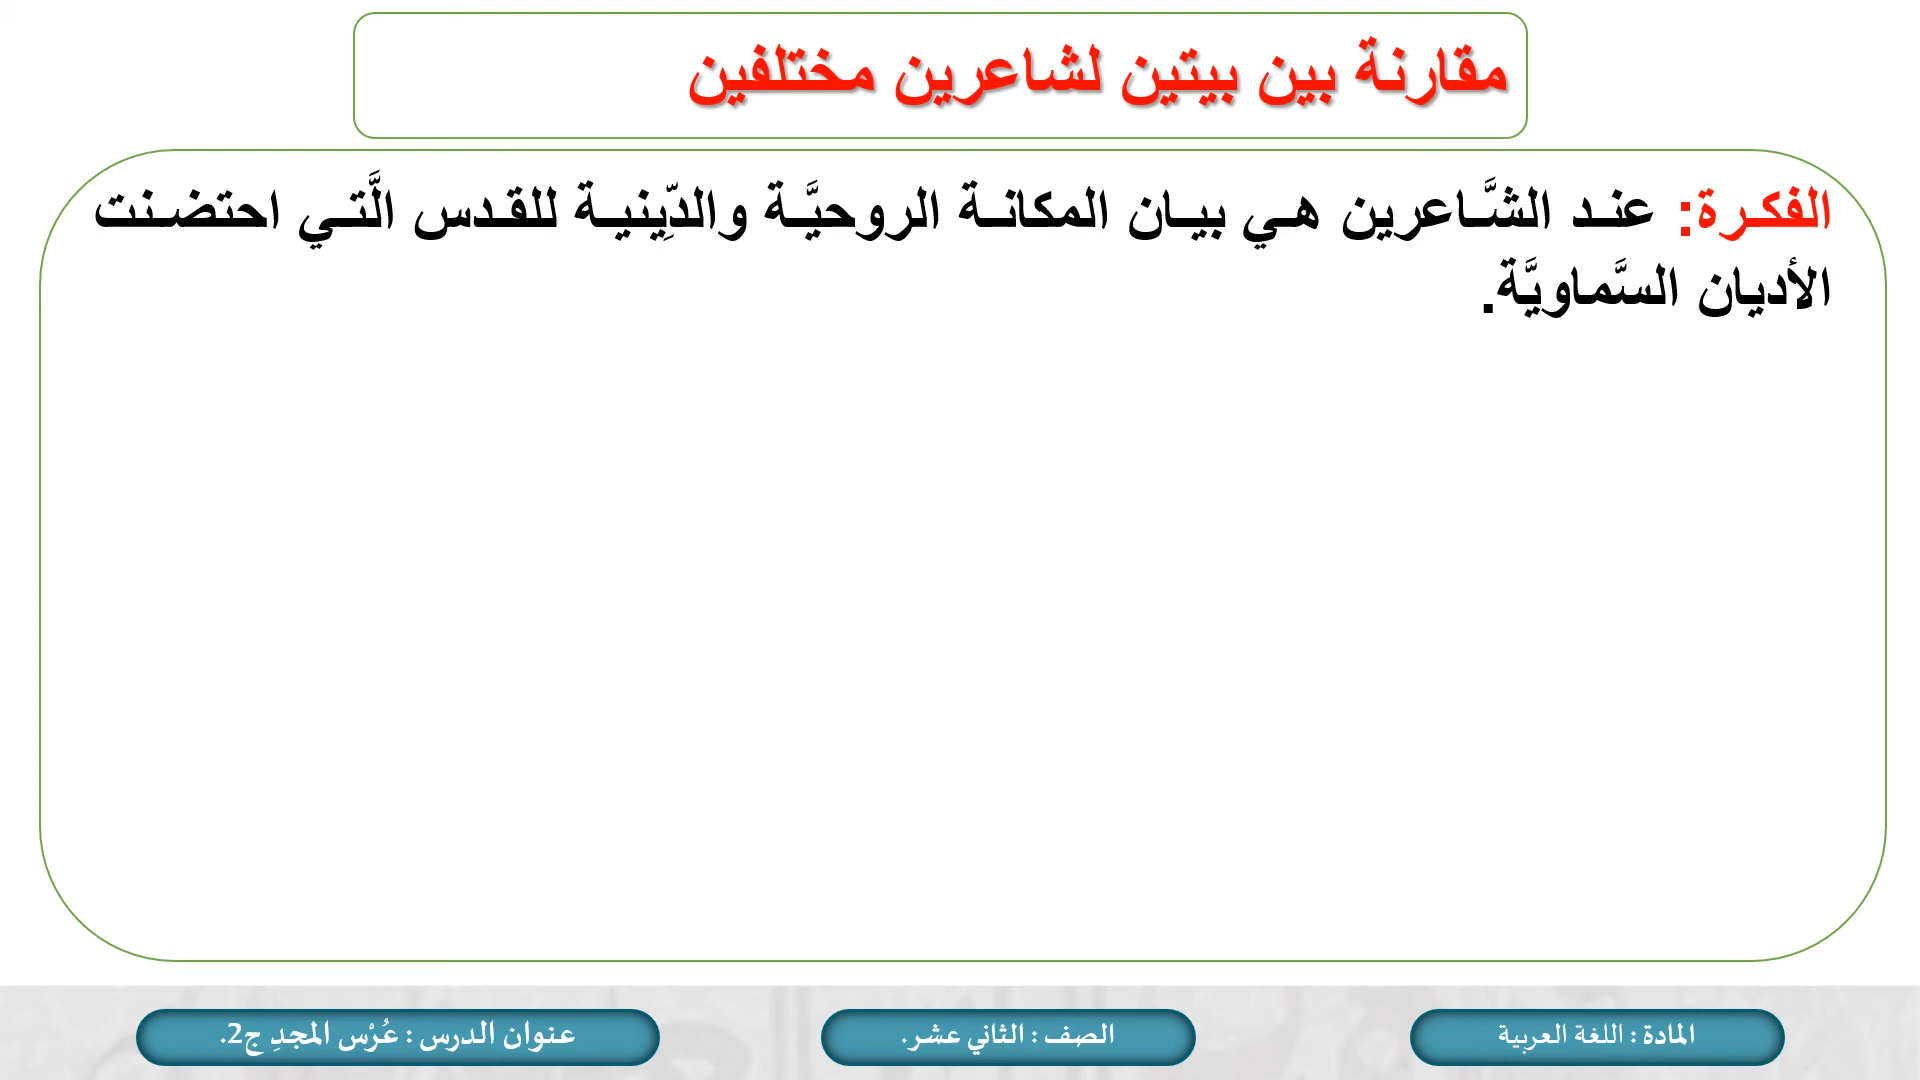 مقارنة بين بيتين لشاعرين مختلفين
الفكرة: عند الشَّاعرين هي بيان المكانة الروحيَّة والدِّينية للقدس الَّتي احتضنت
الأديان السَّماويَّة.
المادة : اللغة العربية
الصف : الثاني عشر.
عنوان الدرس : عُرْس المجدِ ج2.